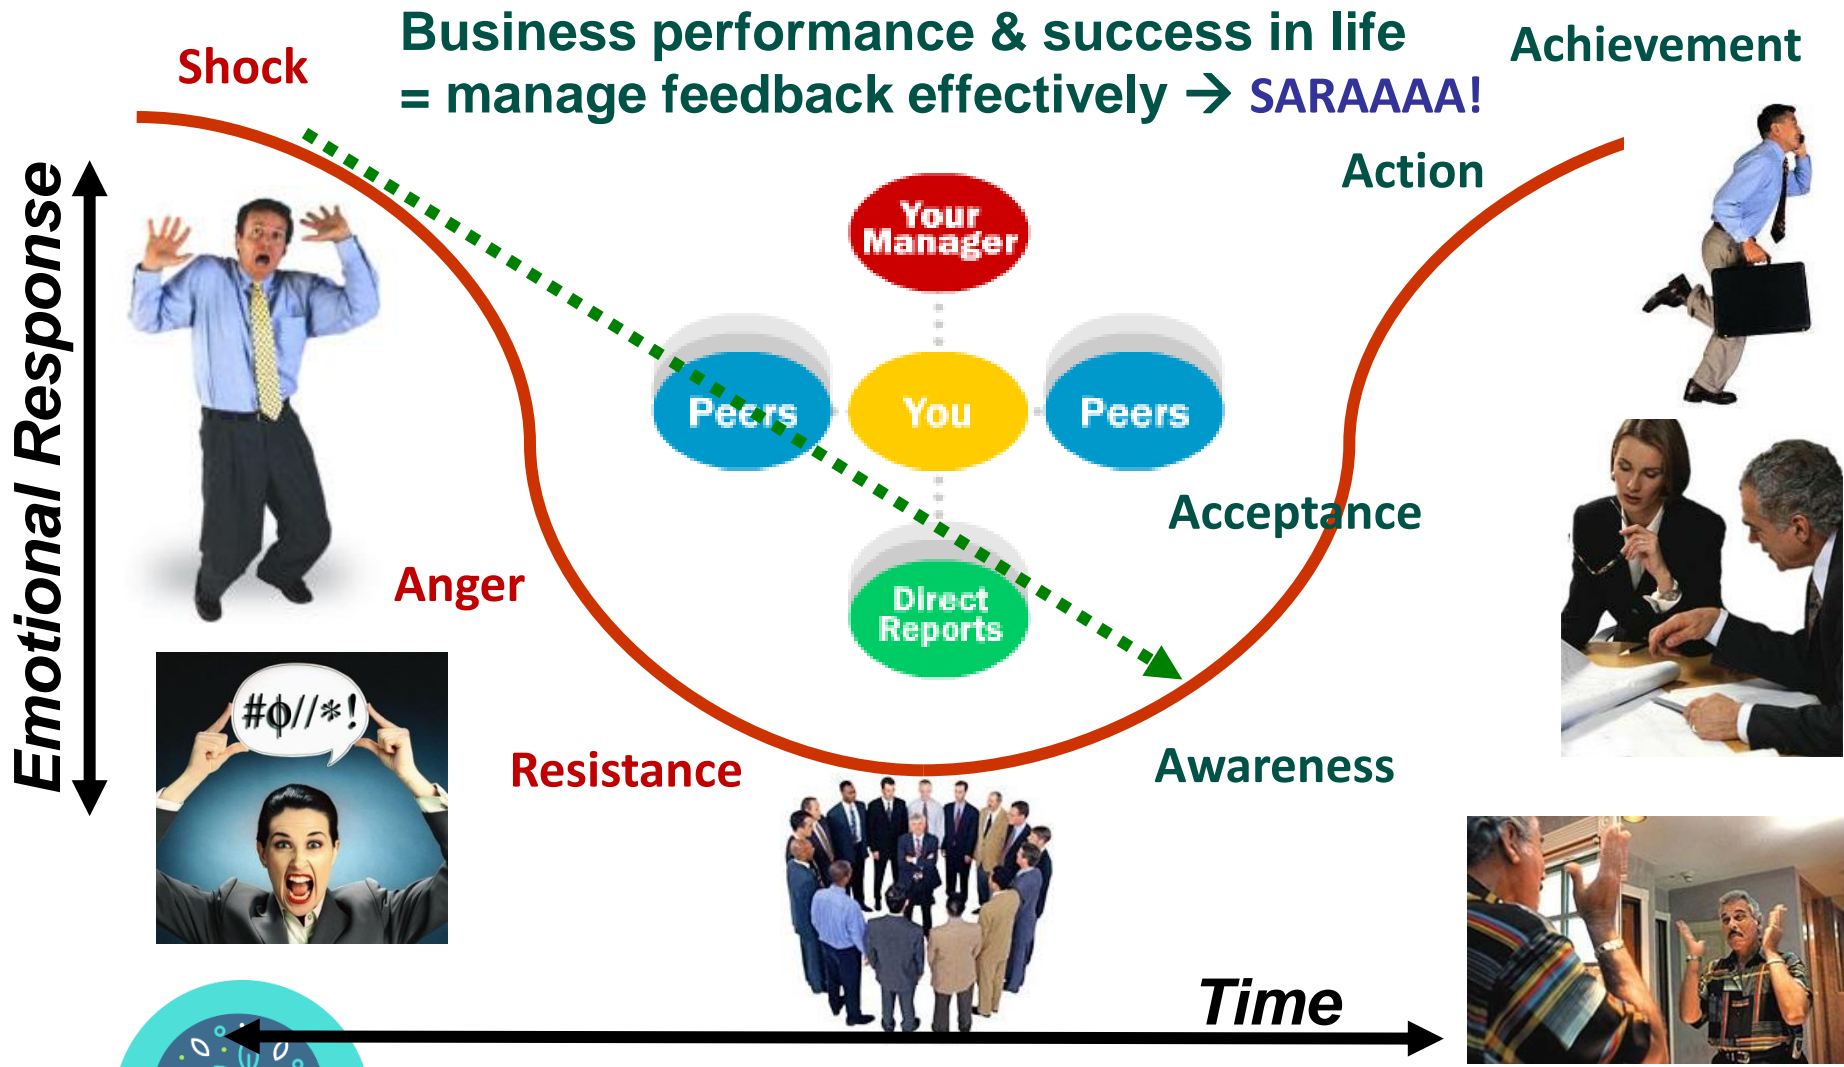 Business performance & success in life
= manage feedback effectively → SARAAAA!
Shock
Achievement
Action
Emotional Response
Your
Manager
Peers
You
Peers
Acceptance
Anger
Direct
Reports
#ϕ//*!
Resistance
Awareness
Time